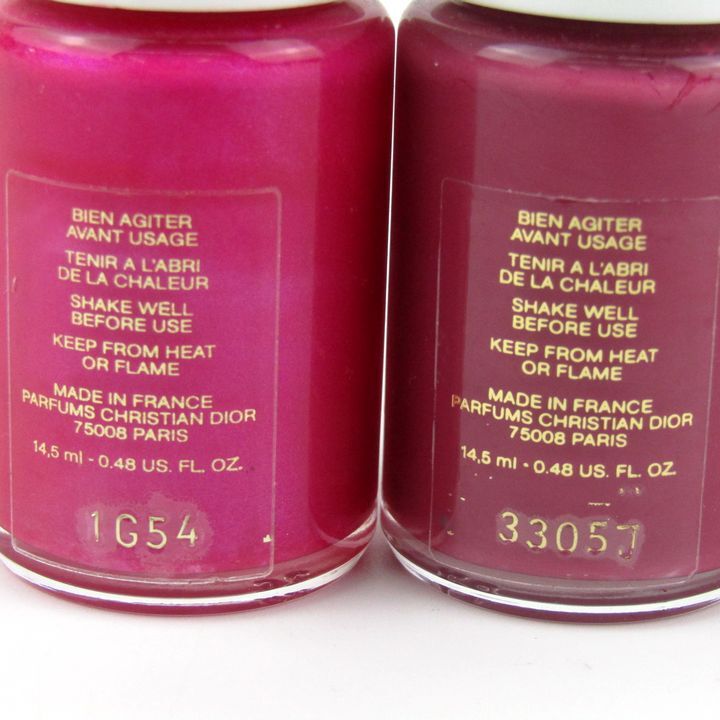 BIEN AGITER
AVANT USAGE
TENIR A L'ABRI
DE LA CHALEUR
SHAKE WELL
BEFORE USE
KEEP FROM HEAT
OR FLAME
MADE IN FRANCE
PARFUMS CHRISTIAN DIOR
75008 PARIS
14,5 ml - 0.48 US. FL. OZ.
1G54
BIEN AGITER
AVANT USAGE
TENIR A L'ABRI
DE LA CHALEUR
SHAKE WELL
BEFORE USE
KEEP FROM HEAT
OR FLAME
MADE IN FRANCE
PARFUMS CHRISTIAN DIOR
75008 PARIS
14,5 ml - 0.48 US. FL. OZ.
33057